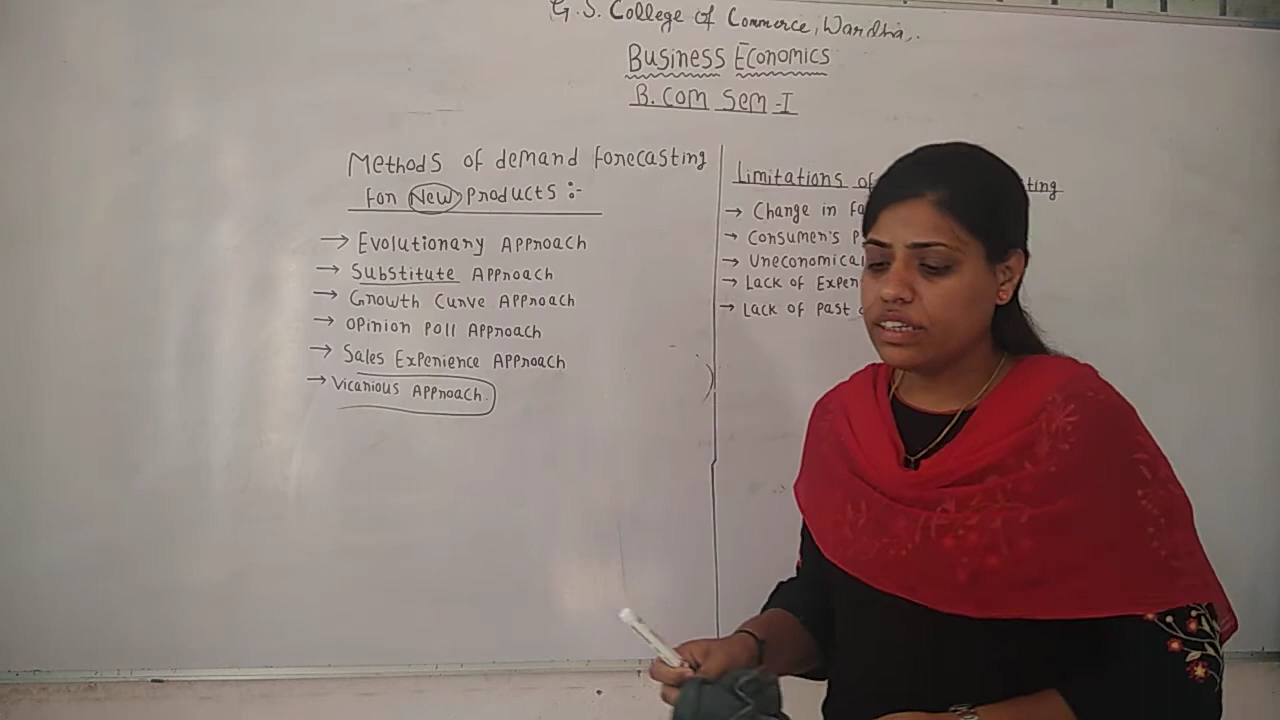 G. S. College of Commerce, Wardha.
Business Economics
B. COM Sem-I
Methods of demand forecasting
for New Products :-
→ Evolutionary Approach
→ Substitute Approach
→ Growth Curve Approach
→ Opinion Poll Approach
→ Sales Experience Approach
→ Vicarious Approach.
Limitations of
→ Change in
→ Consumer's
→ Uneconomical
→ Lack of
→ Lack of Past